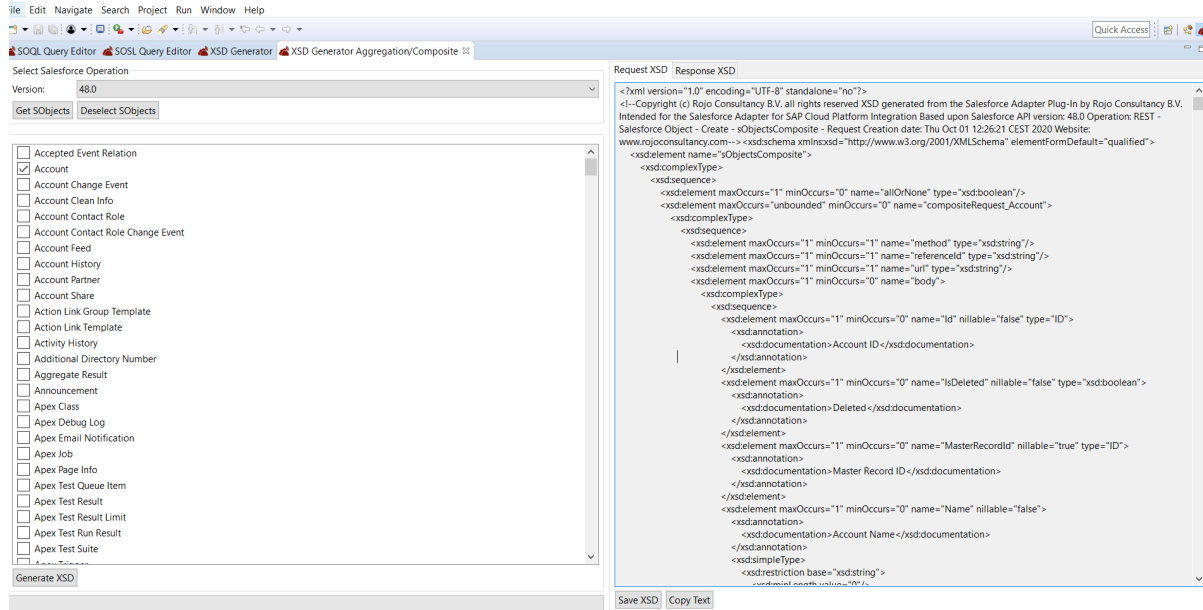 File Edit Navigate Search Project Run Window Help
Quick Access
SOQL Query Editor SOSL Query Editor XSD Generator XSD Generator Aggregation/Composite
Select Salesforce Operation
Version: 48.0
Get SObjects Deselect SObjects
Accepted Event Relation
Account
Account Change Event
Account Clean Info
Account Contact Role
Account Contact Role Change Event
Account Feed
Account History
Account Partner
Account Share
Action Link Group Template
Action Link Template
Activity History
Additional Directory Number
Aggregate Result
Announcement
Apex Class
Apex Debug Log
Apex Email Notification
Apex Job
Apex Page Info
Apex Test Queue Item
Apex Test Result
Apex Test Result Limit
Apex Test Run Result
Apex Test Suite
Apex Trigger
Generate XSD
Request XSD Response XSD
<?xml version="1.0" encoding="UTF-8" standalone="no"?>
<!--Copyright (c) Rojo Consultancy B.V. all rights reserved XSD generated from the Salesforce Adapter Plug-In by Rojo Consultancy B.V.
Intended for the Salesforce Adapter for SAP Cloud Platform Integration Based upon Salesforce API version: 48.0 Operation: REST -
Salesforce Object - Create - sObjectsComposite - Request Creation date: Thu Oct 01 12:26:21 CEST 2020 Website:
www.rojoconsultancy.com--><xsd:schema xmlns:xsd="http://www.w3.org/2001/XMLSchema" elementFormDefault="qualified">
<xsd:element name="sObjectsComposite">
<xsd:complexType>
<xsd:sequence>
<xsd:element maxOccurs="1" minOccurs="0" name="allOrNone" type="xsd:boolean"/>
<xsd:element maxOccurs="unbounded" minOccurs="0" name="compositeRequest_Account">
<xsd:complexType>
<xsd:sequence>
<xsd:element maxOccurs="1" minOccurs="1" name="method" type="xsd:string"/>
<xsd:element maxOccurs="1" minOccurs="1" name="referenceId" type="xsd:string"/>
<xsd:element maxOccurs="1" minOccurs="1" name="url" type="xsd:string"/>
<xsd:element maxOccurs="1" minOccurs="0" name="body">
<xsd:complexType>
<xsd:sequence>
<xsd:element maxOccurs="1" minOccurs="0" name="Id" nillable="false" type="ID">
<xsd:annotation>
<xsd:documentation>Account ID</xsd:documentation>
</xsd:annotation>
</xsd:element>
<xsd:element maxOccurs="1" minOccurs="0" name="IsDeleted" nillable="false" type="xsd:boolean">
<xsd:annotation>
<xsd:documentation>Deleted</xsd:documentation>
</xsd:annotation>
</xsd:element>
<xsd:element maxOccurs="1" minOccurs="0" name="MasterRecordId" nillable="true" type="ID">
<xsd:annotation>
<xsd:documentation>Master Record ID</xsd:documentation>
</xsd:annotation>
</xsd:element>
<xsd:element maxOccurs="1" minOccurs="0" name="Name" nillable="false">
<xsd:annotation>
<xsd:documentation>Account Name</xsd:documentation>
</xsd:annotation>
<xsd:simpleType>
<xsd:restriction base="xsd:string">
<xsd:minLength value="0"/>
Save XSD Copy Text